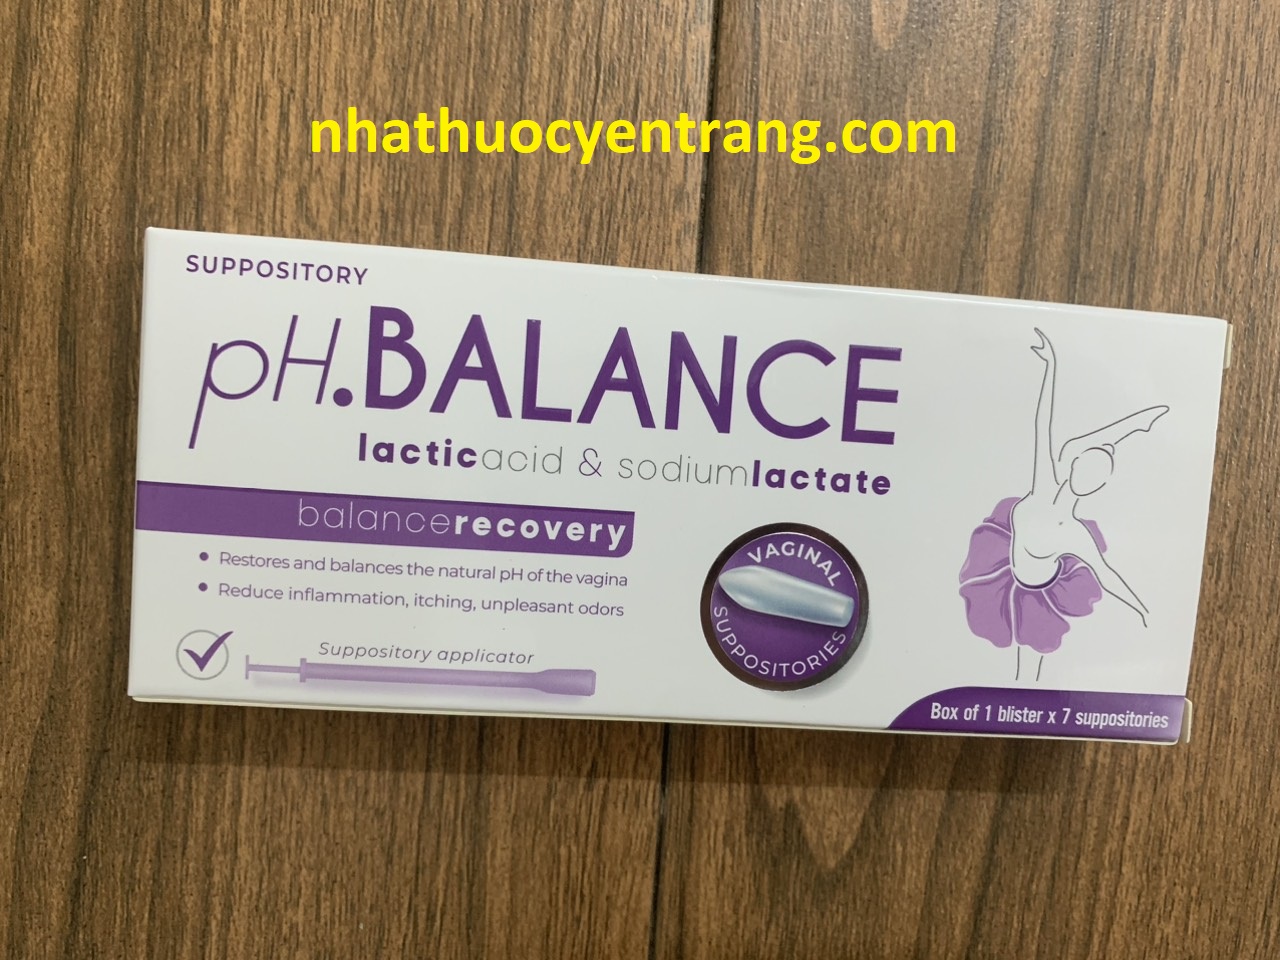 nhathuocyentrang.com
SUPPOSITORY
pH.BALANCE
lacticacid & sodiumlactate
balancerecovery
• Restores and balances the natural pH of the vagina
• Reduce inflammation, itching, unpleasant odors
Suppository applicator
VAGINAL
SUPPOSITORIES
Box of 1 blister x 7 suppositories